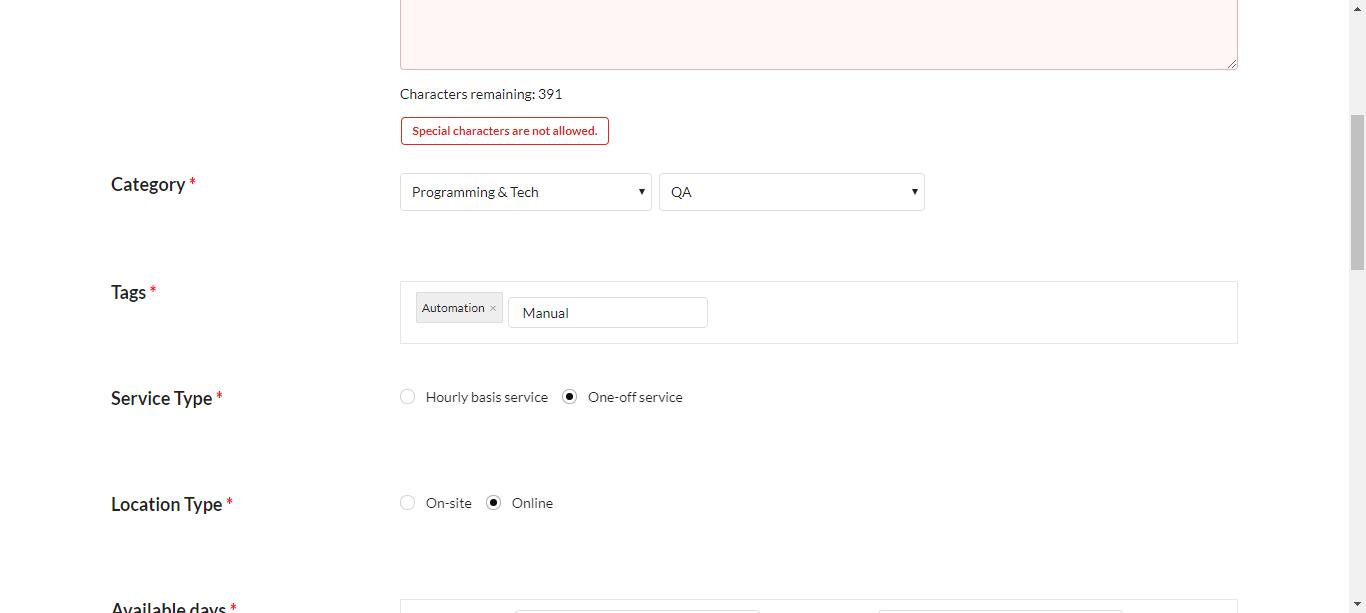 Characters remaining: 391
Special characters are not allowed.
Category *
Programming & Tech
QA
Tags *
Automation ×
Manual
Service Type *
Hourly basis service
One-off service
Location Type *
On-site
Online
Available days *